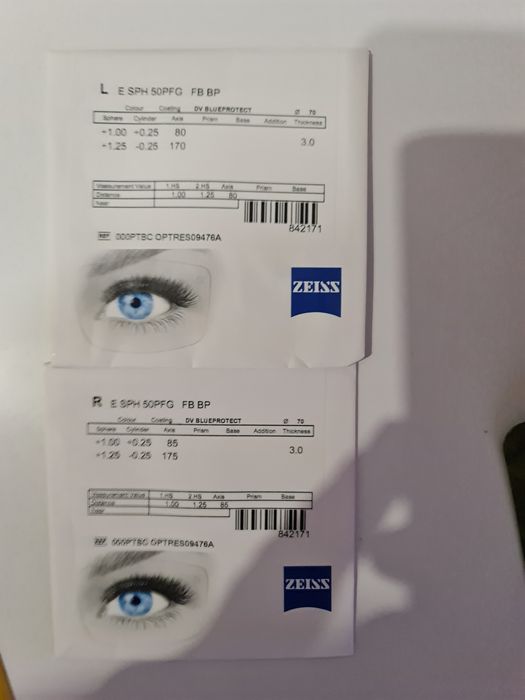 L E SPH 50PFG FB BP
Colour Coating DV BLUEPROTECT Ø 70
Sphere Cylinder Axis Prism Base Addition Thickness
+1.00 +0.25 80
+1.25 -0.25 170 3.0
Measurement Value 1.HS 2.HS Axis Prism Base
Distance 1.00 1.25 80
Near
842171
REF 000PTBC OPTRES09476A
ZEISS
R E SPH 50PFG FB BP
Colour Coating DV BLUEPROTECT Ø 70
Sphere Cylinder Axis Prism Base Addition Thickness
+1.00 +0.25 85
+1.25 -0.25 175 3.0
Measurement Value 1.HS 2.HS Axis Prism Base
Distance 1.00 1.25 85
Near
842171
REF 000PTBC OPTRES09476A
ZEISS